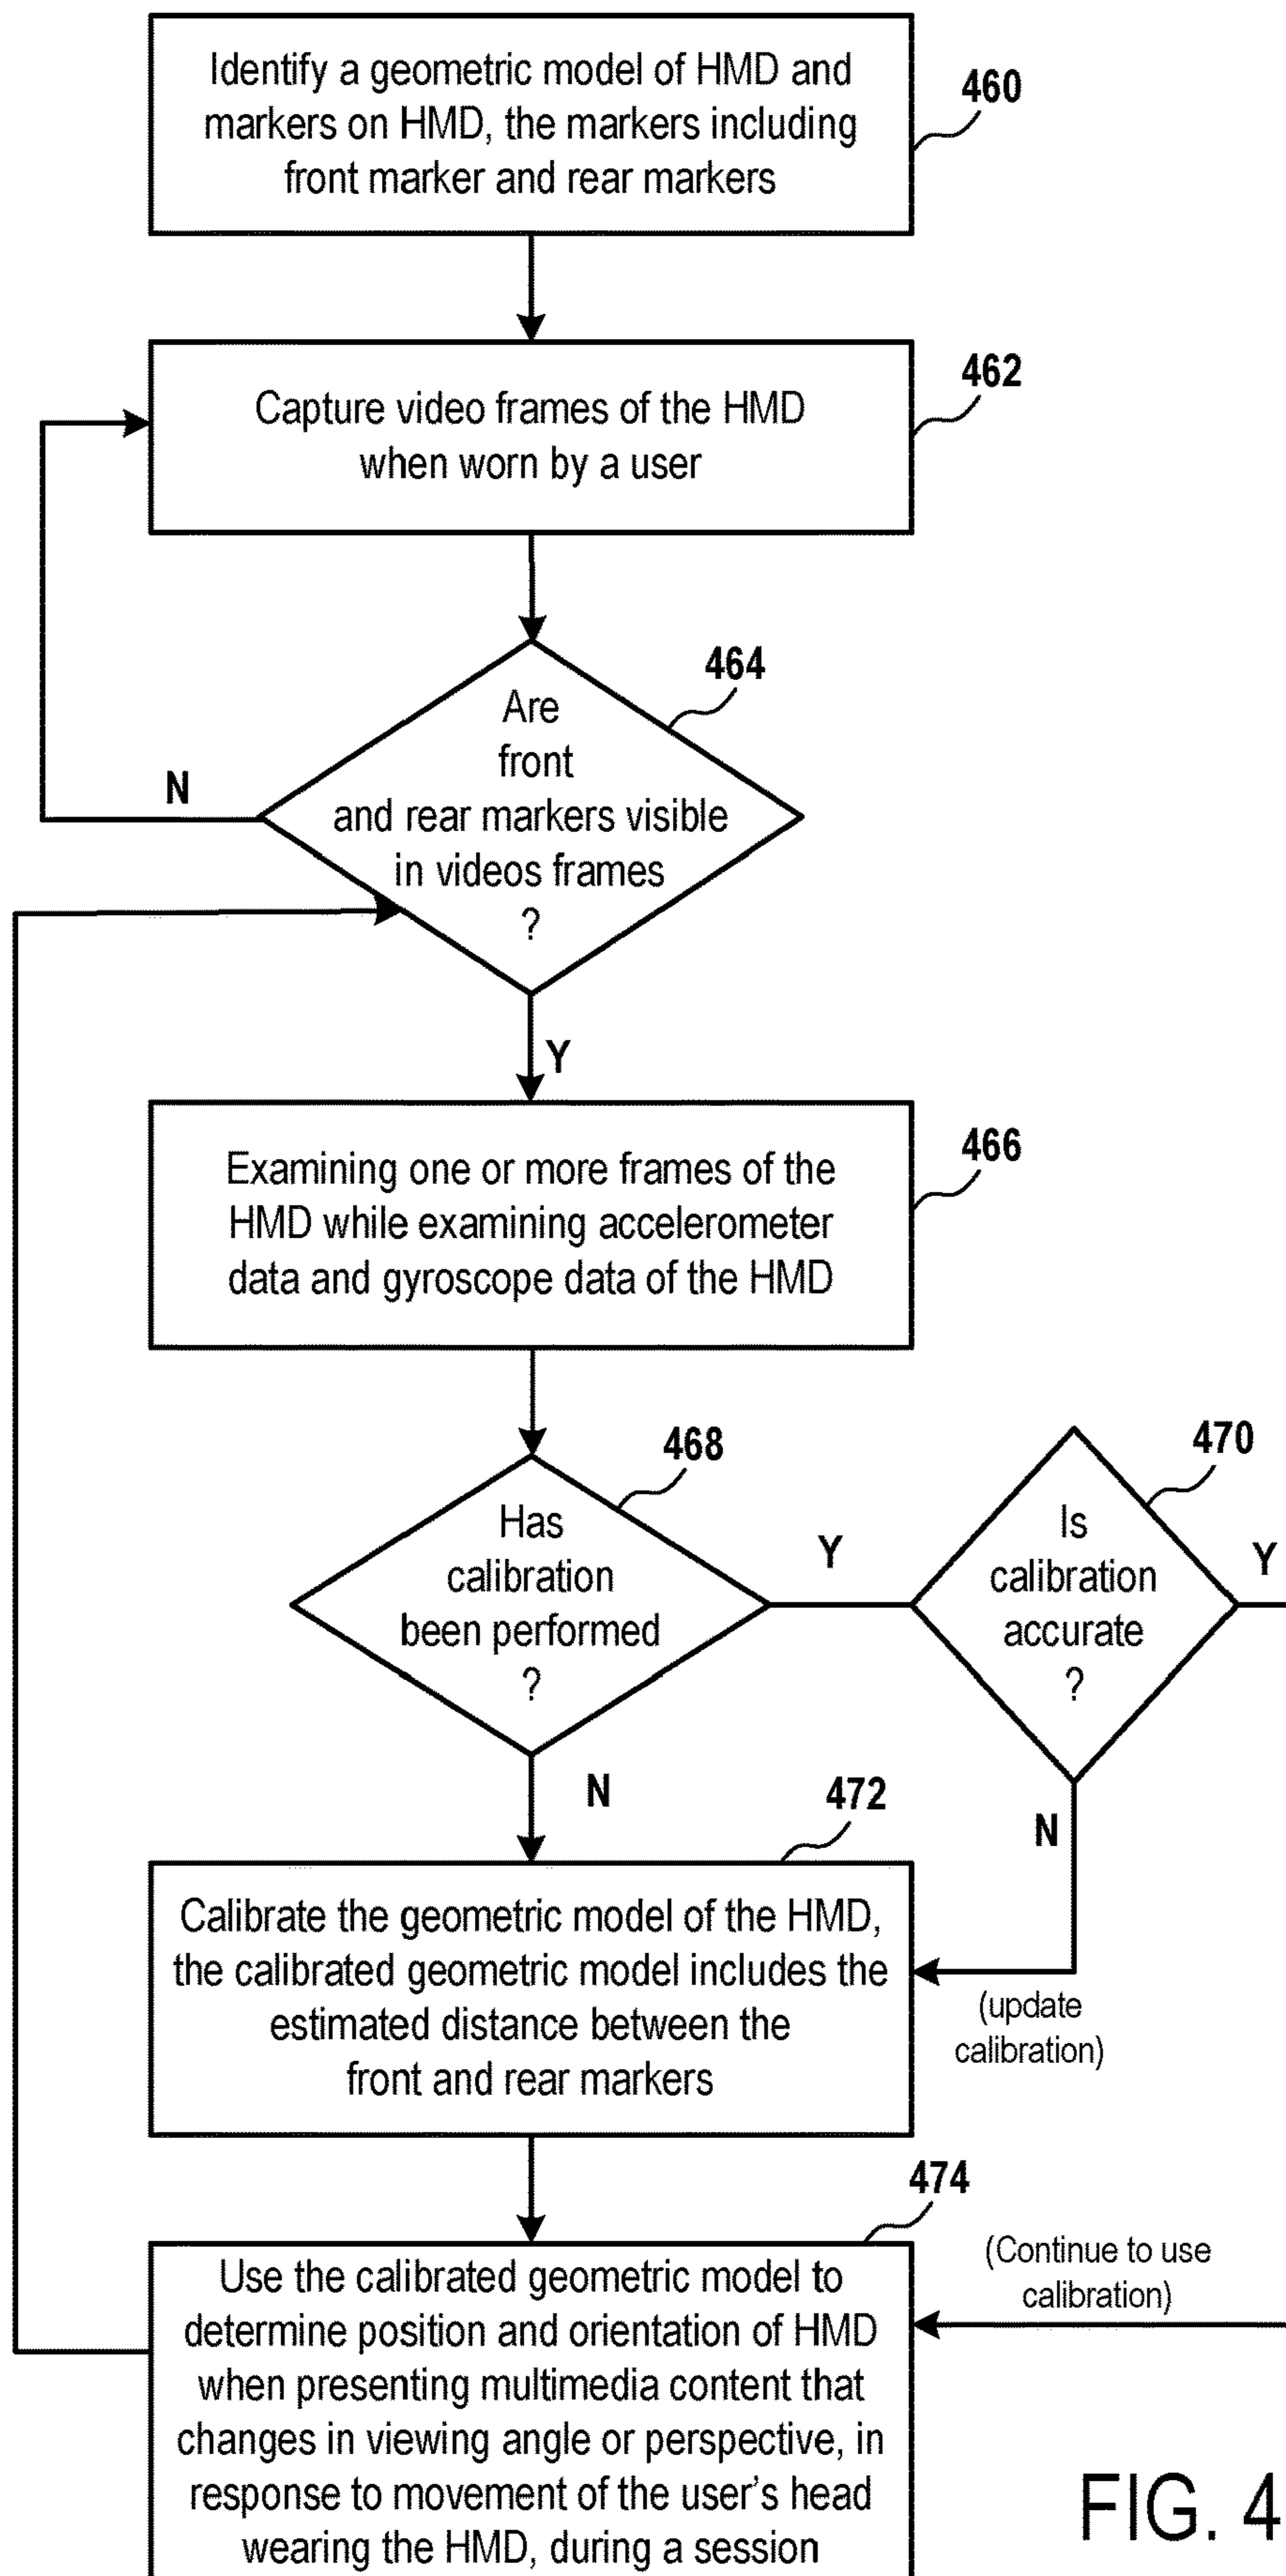 Identify a geometric model of HMD and
markers on HMD, the markers including
front marker and rear markers
460
Capture video frames of the HMD
when worn by a user
462
464
Are
front
and rear markers visible
in videos frames
?
N
Y
Examining one or more frames of the
HMD while examining accelerometer
data and gyroscope data of the HMD
466
468
Has
calibration
been performed
?
Y
470
Is
calibration
accurate
?
Y
N
N
472
Calibrate the geometric model of the HMD,
the calibrated geometric model includes the
estimated distance between the
front and rear markers
(update
calibration)
474
Use the calibrated geometric model to
determine position and orientation of HMD
when presenting multimedia content that
changes in viewing angle or perspective, in
response to movement of the user's head
wearing the HMD, during a session
(Continue to use
calibration)
FIG. 4